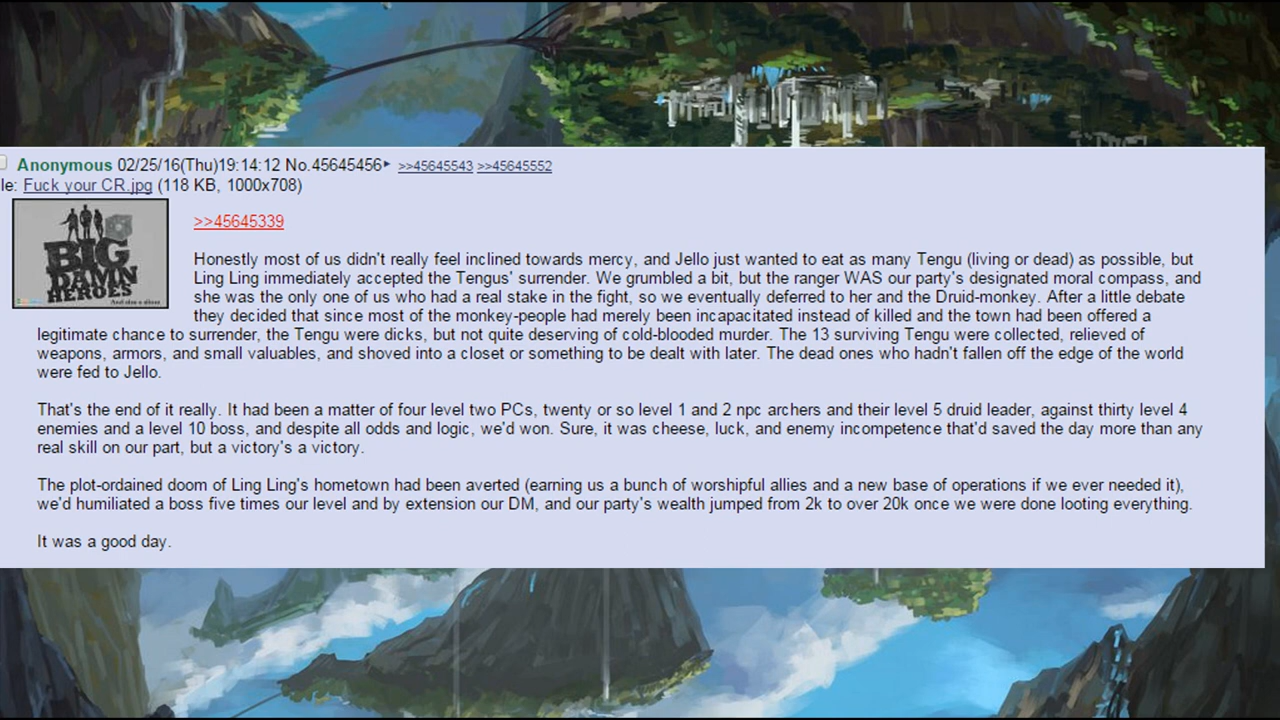 Anonymous 02/25/16(Thu)19:14:12 No.45645456 >>45645543 >>45645552
le: Fuck your CR.jpg (118 KB, 1000x708)
BIG
DAMN
HEROES
And also a dinner
>>45645339
Honestly most of us didn't really feel inclined towards mercy, and Jello just wanted to eat as many Tengu (living or dead) as possible, but
Ling Ling immediately accepted the Tengus' surrender. We grumbled a bit, but the ranger WAS our party's designated moral compass, and
she was the only one of us who had a real stake in the fight, so we eventually deferred to her and the Druid-monkey. After a little debate
they decided that since most of the monkey-people had merely been incapacitated instead of killed and the town had been offered a
legitimate chance to surrender, the Tengu were dicks, but not quite deserving of cold-blooded murder. The 13 surviving Tengu were collected, relieved of
weapons, armors, and small valuables, and shoved into a closet or something to be dealt with later. The dead ones who hadn't fallen off the edge of the world
were fed to Jello.
That's the end of it really. It had been a matter of four level two PCs, twenty or so level 1 and 2 npc archers and their level 5 druid leader, against thirty level 4
enemies and a level 10 boss, and despite all odds and logic, we'd won. Sure, it was cheese, luck, and enemy incompetence that'd saved the day more than any
real skill on our part, but a victory's a victory.
The plot-ordained doom of Ling Ling's hometown had been averted (earning us a bunch of worshipful allies and a new base of operations if we ever needed it),
we'd humiliated a boss five times our level and by extension our DM, and our party's wealth jumped from 2k to over 20k once we were done looting everything.
It was a good day.